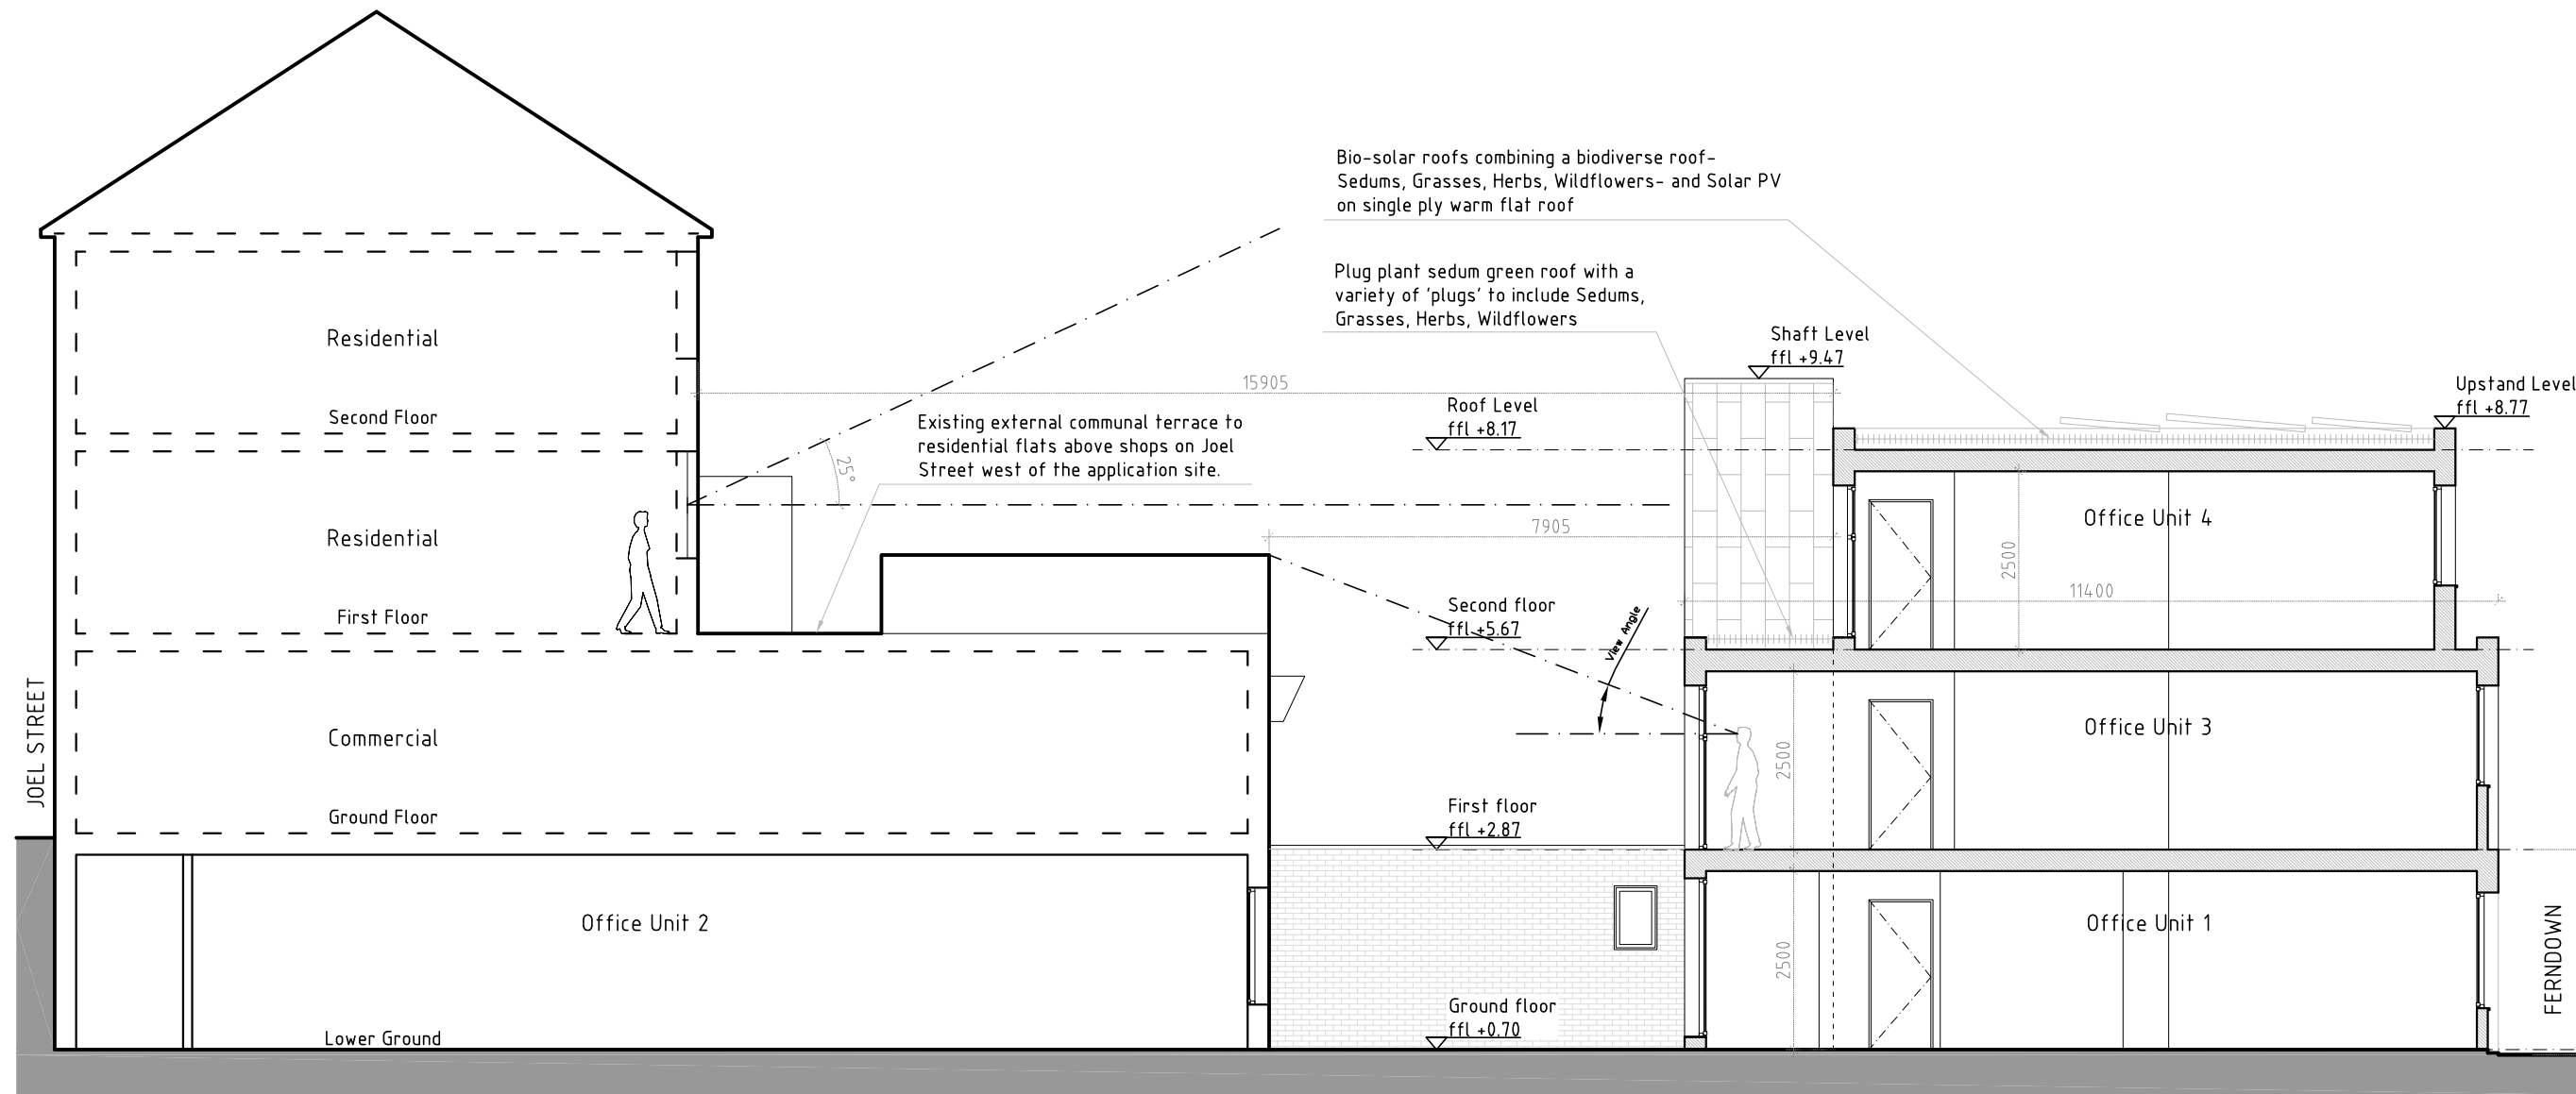 Bio-solar roofs combining a biodiverse roof-
Sedums, Grasses, Herbs, Wildflowers- and Solar PV
on single ply warm flat roof
Plug plant sedum green roof with a
variety of 'plugs' to include Sedums,
Grasses, Herbs, Wildflowers
Shaft Level
ffl +9.47
Upstand Level
ffl +8.77
15905
Roof Level
ffl +8.17
Existing external communal terrace to
residential flats above shops on Joel
Street west of the application site.
25°
Residential
Second Floor
Residential
First Floor
7905
Office Unit 4
2500
11400
Second floor
ffl +5.67
View Angle
JOEL STREET
Commercial
Ground Floor
Office Unit 3
2500
First floor
ffl +2.87
Office Unit 2
Lower Ground
Office Unit 1
2500
Ground floor
ffl +0.70
FERNDOWN